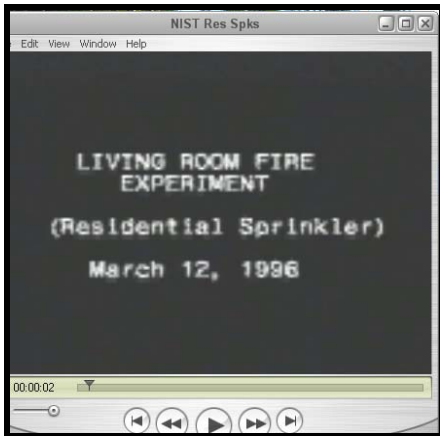 NIST Res Spks
Edit View Window Help
LIVING ROOM FIRE
EXPERIMENT
(Residential Sprinkler)
March 12, 1996
00:00:02